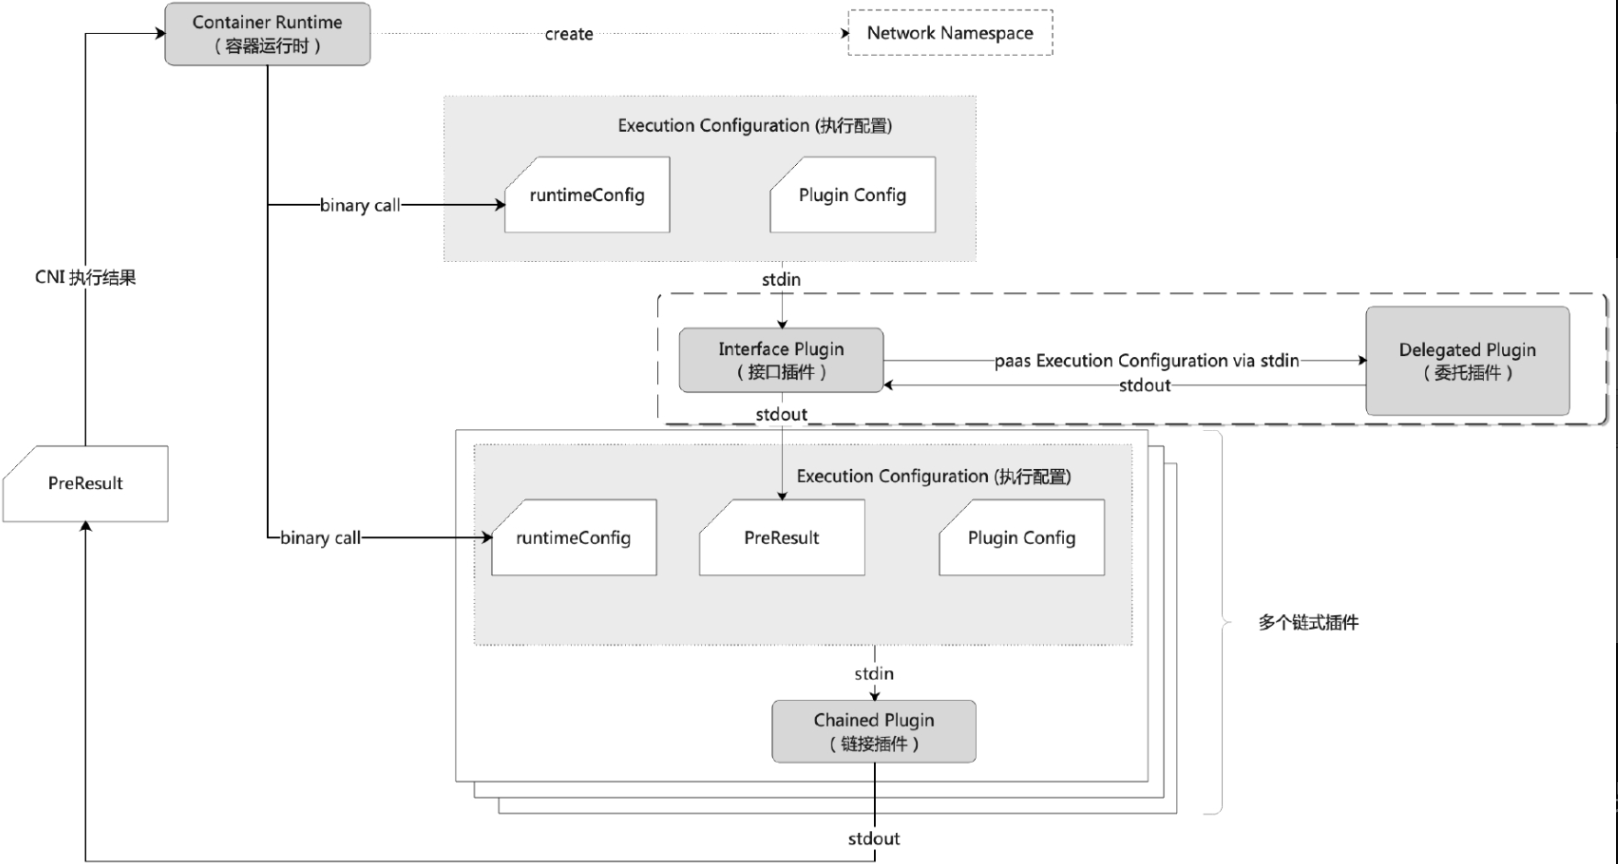 Container Runtime
（容器运行时）
create
Network Namespace
Execution Configuration (执行配置)
runtimeConfig
Plugin Config
binary call
CNI 执行结果
stdin
Interface Plugin
（接口插件）
paas Execution Configuration via stdin
stdout
Delegated Plugin
（委托插件）
stdout
PreResult
Execution Configuration (执行配置)
binary call
runtimeConfig
PreResult
Plugin Config
多个链式插件
stdin
Chained Plugin
（链接插件）
stdout